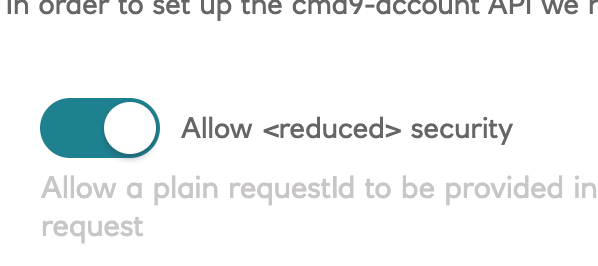 in order to set up the cmd9-account API we
Allow <reduced> security
Allow a plain requestId to be provided in
request